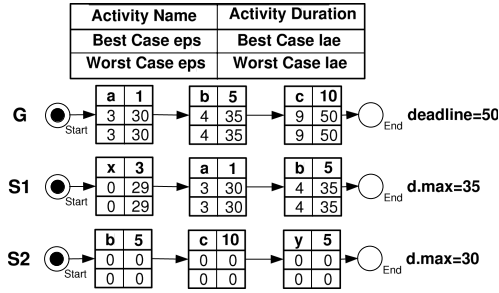 Activity Name Activity Duration
Best Case eps Best Case lae
Worst Case eps Worst Case lae
a 1 b 5 c 10
G 3 30 4 35 9 50 deadline=50
3 30 4 35 9 50
Start End
x 3 a 1 b 5
S1 0 29 3 30 4 35 d.max=35
0 29 3 30 4 35
Start End
b 5 c 10 y 5
S2 0 0 0 0 0 0 d.max=30
0 0 0 0 0 0
Start End